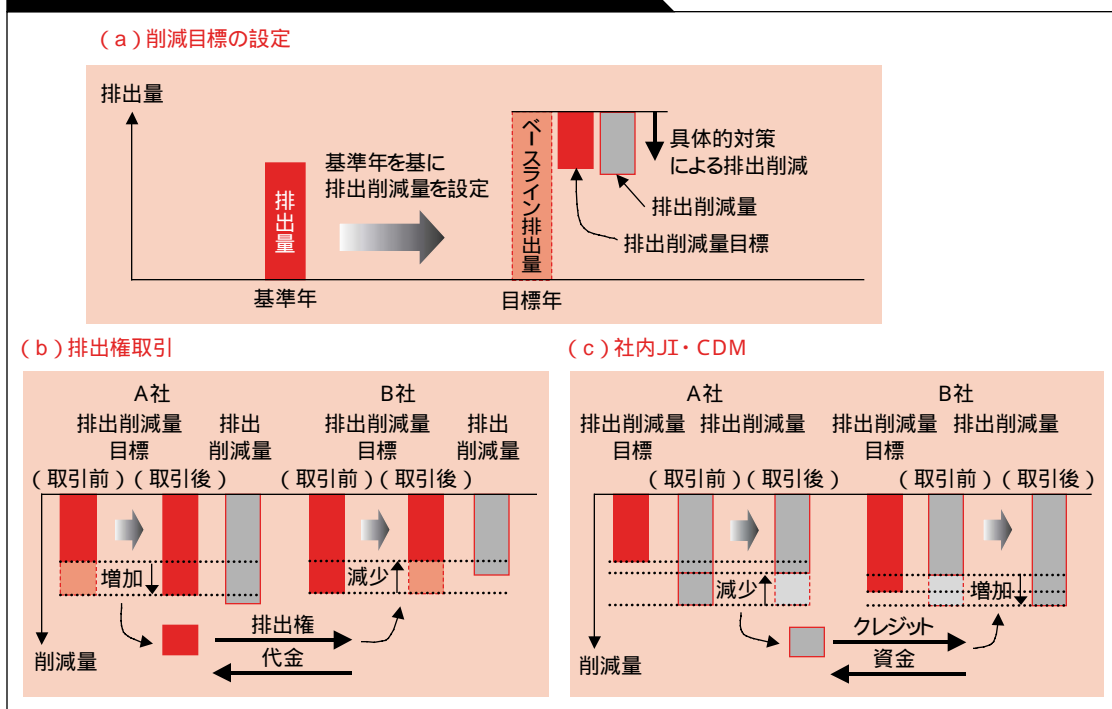 (a)削減目標の設定
排出量
基準年を基に
排出削減量を設定
排出量
基準年
ベースライン排出量
目標年
具体的対策
による排出削減
排出削減量
排出削減量目標
(b)排出権取引
A社
排出削減量
目標
排出
削減量
(取引前)(取引後)
B社
排出削減量
目標
排出
削減量
(取引前)(取引後)
増加
減少
排出権
代金
削減量
(c)社内JI・CDM
A社
排出削減量
目標
排出削減量
(取引前)(取引後)
B社
排出削減量
目標
排出削減量
(取引前)(取引後)
減少
増加
クレジット
資金
削減量